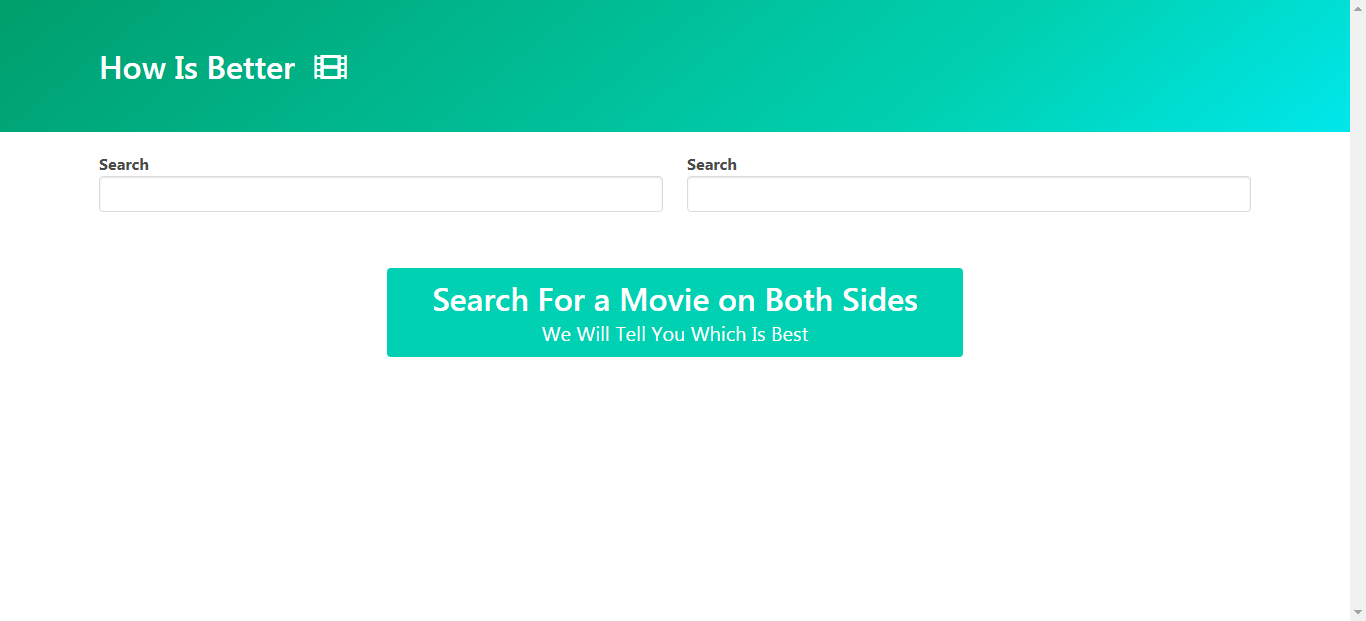 How Is Better
Search
Search
Search For a Movie on Both Sides
We Will Tell You Which Is Best